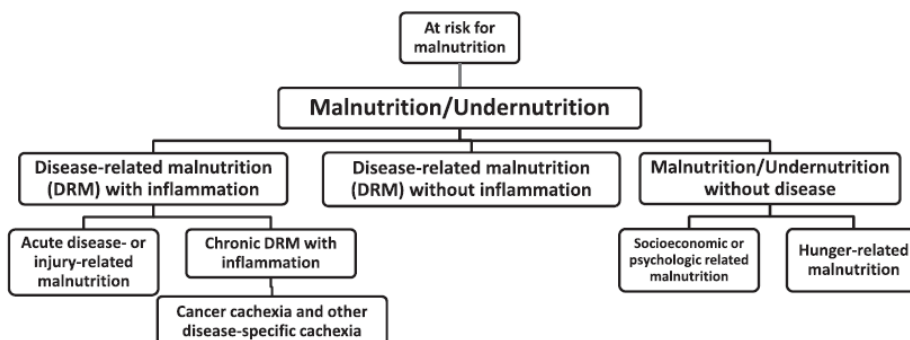 At risk for
malnutrition
Malnutrition/Undernutrition
Disease-related malnutrition
(DRM) with inflammation
Disease-related malnutrition
(DRM) without inflammation
Malnutrition/Undernutrition
without disease
Acute disease- or
injury-related
malnutrition
Chronic DRM with
inflammation
Socioeconomic or
psychologic related
malnutrition
Hunger-related
malnutrition
Cancer cachexia and other
disease-specific cachexia